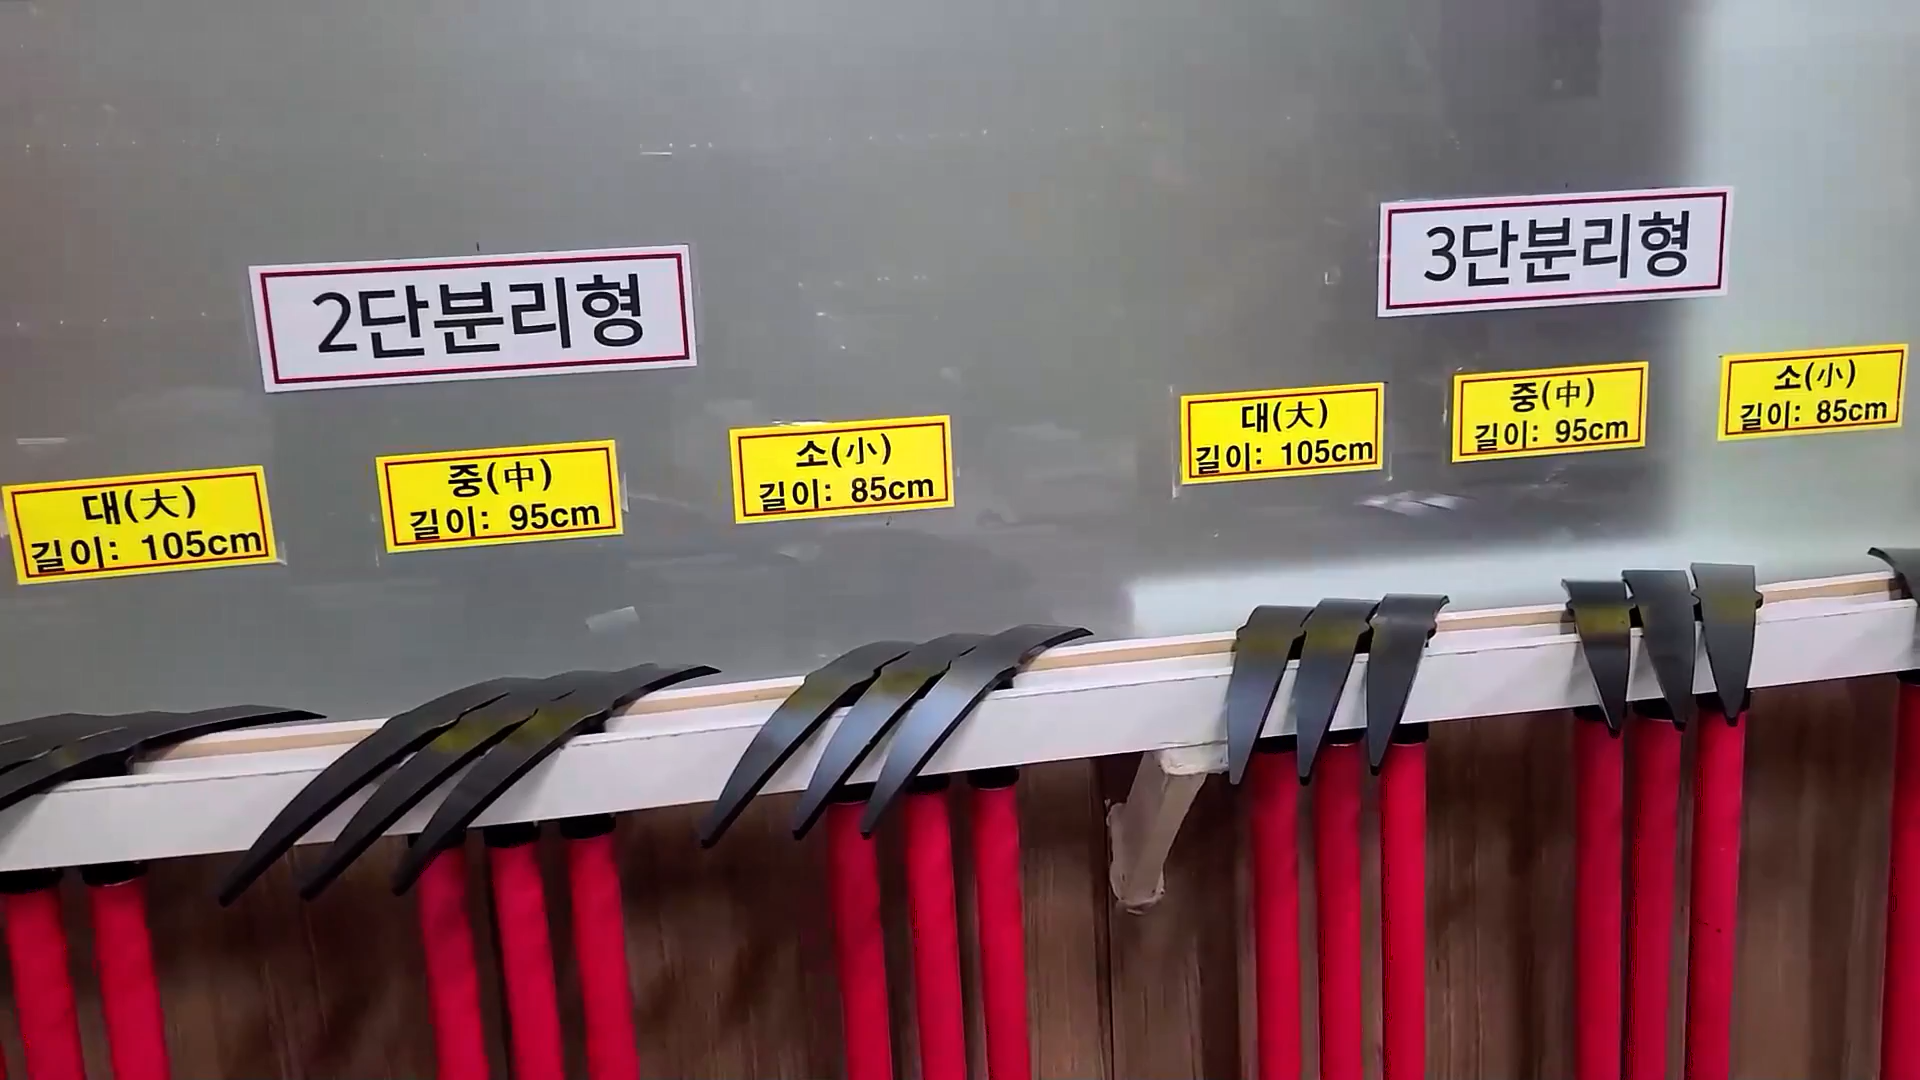 2단분리형
대(大)
길이: 105cm
중(中)
길이: 95cm
소(小)
길이: 85cm
3단분리형
대(大)
길이: 105cm
중(中)
길이: 95cm
소(小)
길이: 85cm